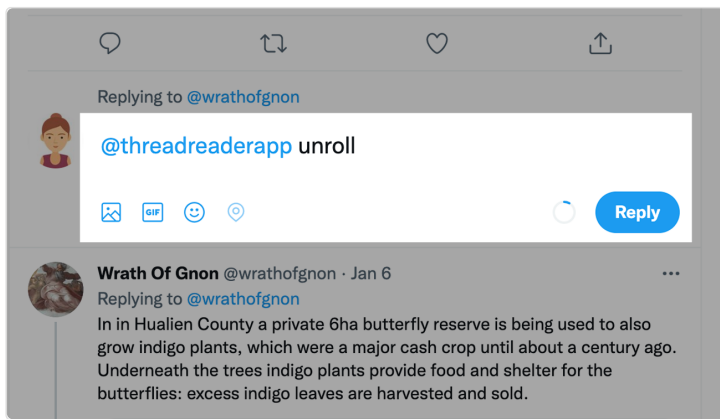 Replying to @wrathofgnon
@threadreaderapp unroll
GIF
Reply
Wrath Of Gnon @wrathofgnon · Jan 6
Replying to @wrathofgnon
In in Hualien County a private 6ha butterfly reserve is being used to also
grow indigo plants, which were a major cash crop until about a century ago.
Underneath the trees indigo plants provide food and shelter for the
butterflies: excess indigo leaves are harvested and sold.